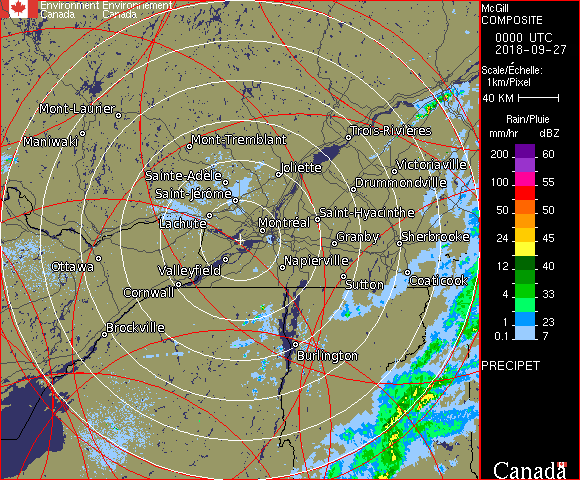 Environment Environnement
Canada Canada
McGill
COMPOSITE
0000 UTC
2018-09-27
Scale/Échelle:
1km/Pixel
40 KM
Rain/Pluie
mm/hr dBZ
200 60
55
100 55
50 50
24 45
12 40
4 33
8 30
1 23
0.1 7
PRECIPET
Canada
Mont-Laurier
Maniwaki
Mont-Tremblant
Trois-Rivières
Sainte-Adèle
Joliette
Victoriaville
Saint-Jérôme
Drummondville
Lachute
Montréal
Saint-Hyacinthe
Granby
Sherbrooke
Ottawa
Valleyfield
Napierville
Cornwall
Sutton
Coaticook
Brockville
Burlington